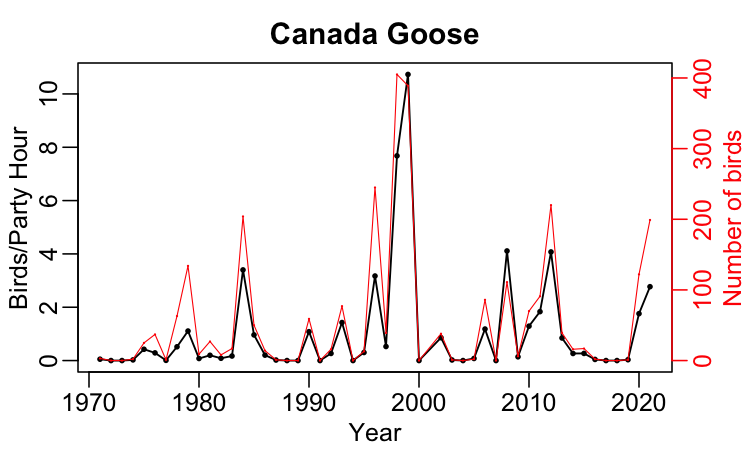 Canada Goose
Birds/Party Hour
0 2 4 6 8 10
0 100 200 300 400
Number of birds
1970 1980 1990 2000 2010 2020
Year